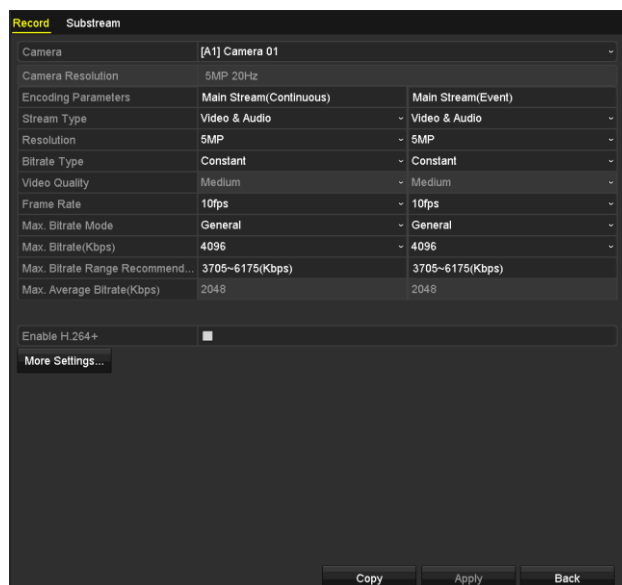 Record Substream
Camera [A1] Camera 01
Camera Resolution 5MP 20Hz
Encoding Parameters Main Stream(Continuous) Main Stream(Event)
Stream Type Video & Audio Video & Audio
Resolution 5MP 5MP
Bitrate Type Constant Constant
Video Quality Medium Medium
Frame Rate 10fps 10fps
Max. Bitrate Mode General General
Max. Bitrate(Kbps) 4096 4096
Max. Bitrate Range Recommend... 3705~6175(Kbps) 3705~6175(Kbps)
Max. Average Bitrate(Kbps) 2048 2048
Enable H.264+
More Settings...
Copy Apply Back